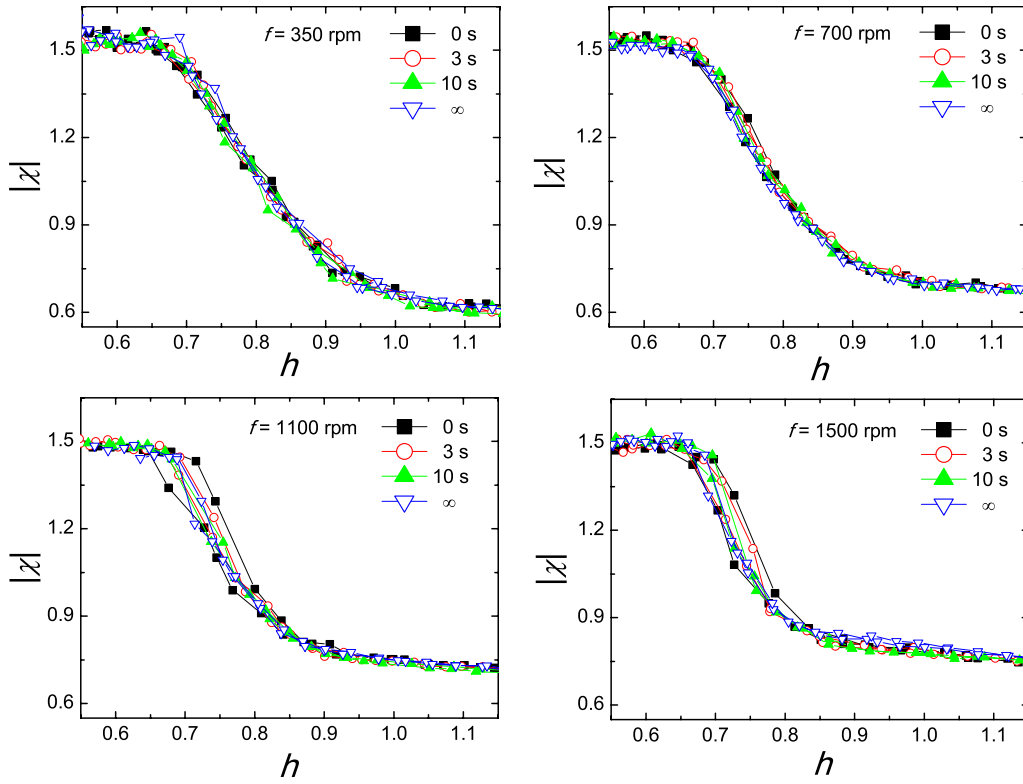 f = 350 rpm
0 s
3 s
10 s
∞
1.5
1.2
0.9
0.6
|χ|
0.6 0.7 0.8 0.9 1.0 1.1
h
f = 700 rpm
0 s
3 s
10 s
∞
1.5
1.2
0.9
0.6
|χ|
0.6 0.7 0.8 0.9 1.0 1.1
h
f = 1100 rpm
0 s
3 s
10 s
∞
1.5
1.2
0.9
0.6
|χ|
0.6 0.7 0.8 0.9 1.0 1.1
h
f = 1500 rpm
0 s
3 s
10 s
∞
1.5
1.2
0.9
0.6
|χ|
0.6 0.7 0.8 0.9 1.0 1.1
h